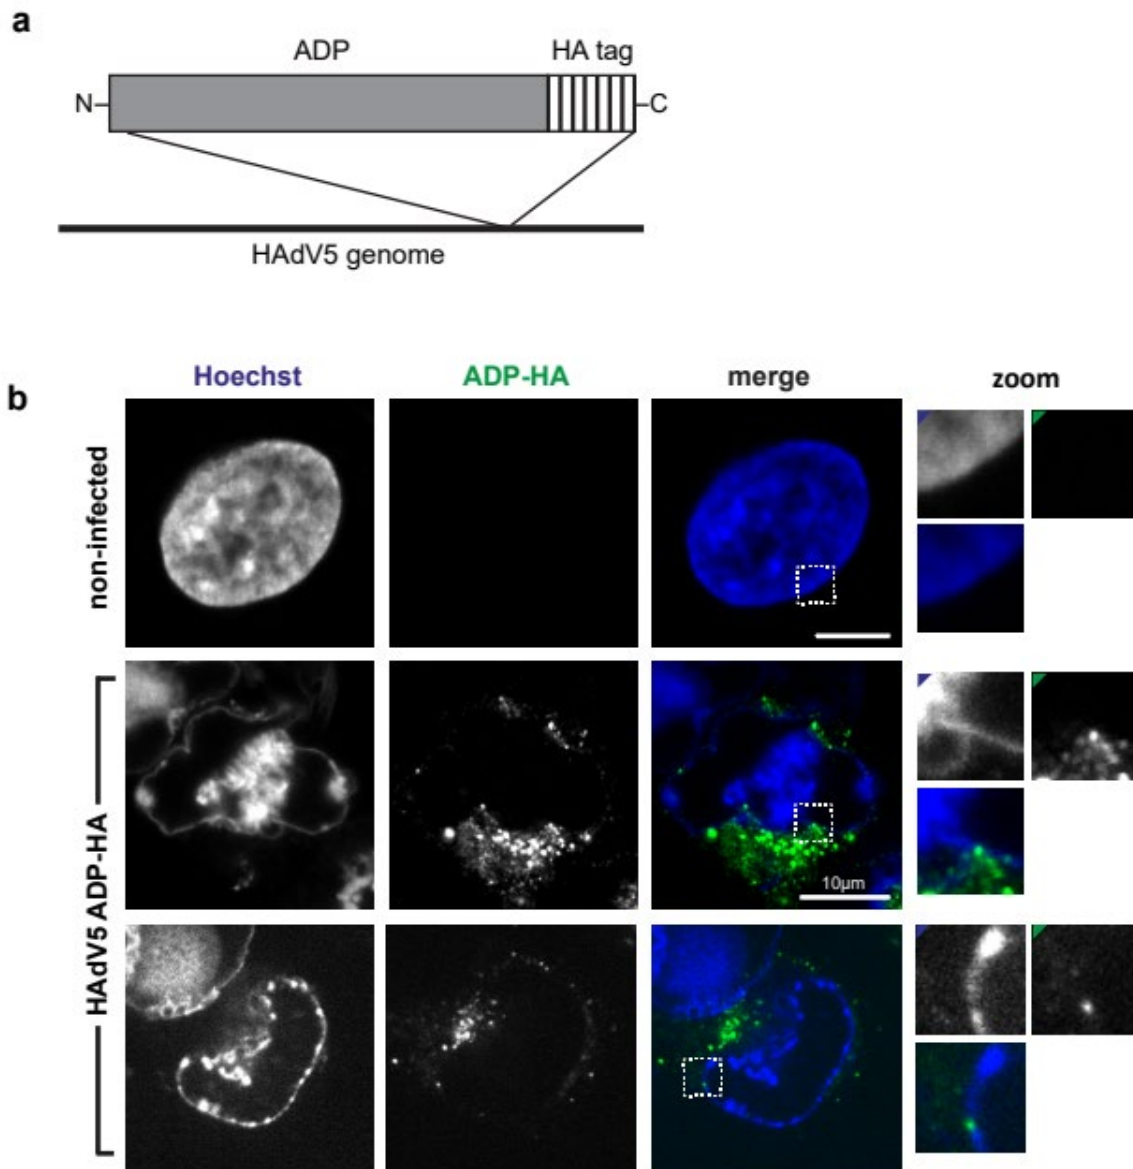 a
ADP HA tag
N C
HAdV5 genome
b
Hoechst ADP-HA merge zoom
non-infected
HAdV5 ADP-HA
10µm